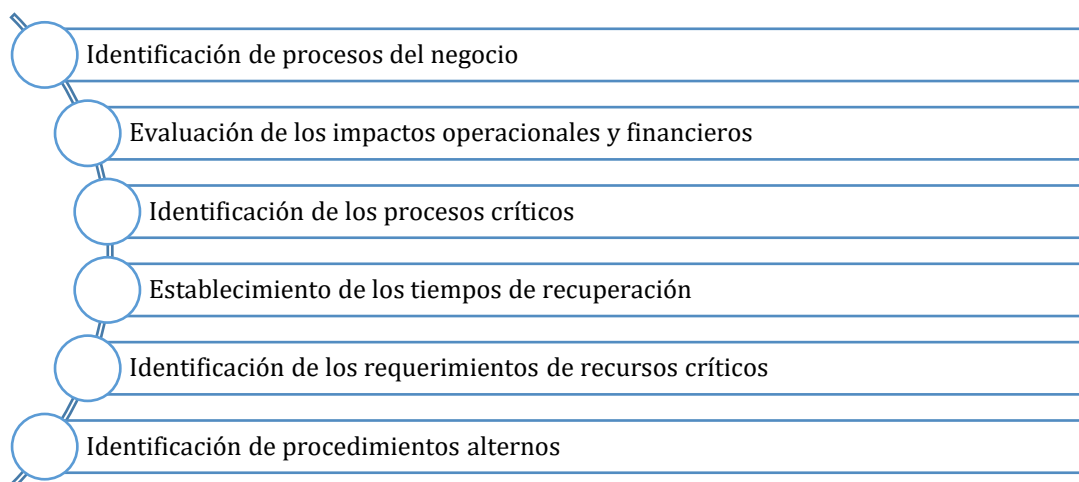 Identificación de procesos del negocio
Evaluación de los impactos operacionales y financieros
Identificación de los procesos críticos
Establecimiento de los tiempos de recuperación
Identificación de los requerimientos de recursos críticos
Identificación de procedimientos alternos